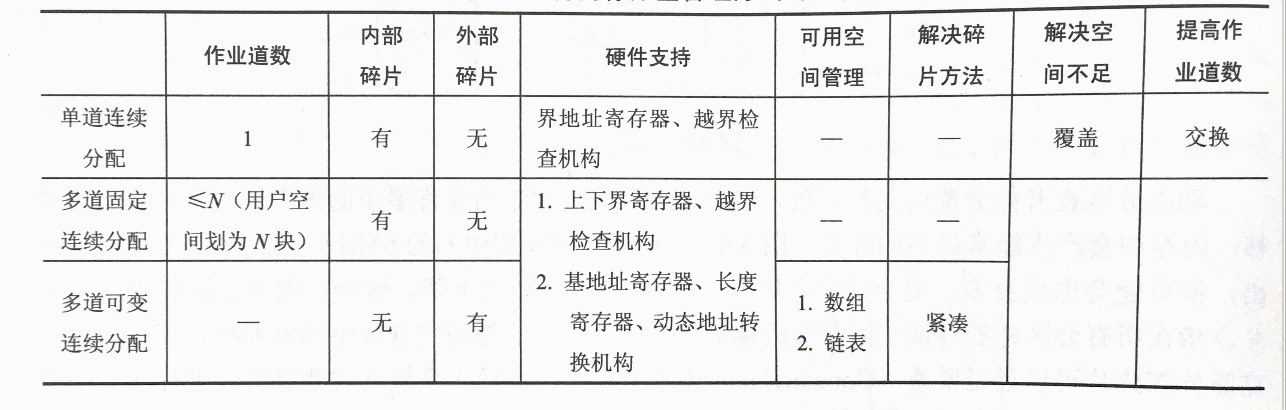 作业道数
内部
碎片
外部
碎片
硬件支持
可用空
间管理
解决碎
片方法
解决空
间不足
提高作
业道数
单道连续
分配
1
有
无
界地址寄存器、越界检
查机构
—
—
覆盖
交换
多道固定
连续分配
≤N（用户空
间划为 N 块）
有
无
1. 上下界寄存器、越界
检查机构
2. 基地址寄存器、长度
寄存器、动态地址转
换机构
—
—
多道可变
连续分配
—
无
有
1. 数组
2. 链表
紧凑